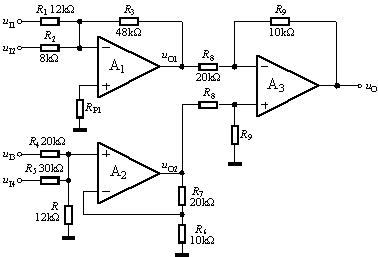 R1 12kΩ
R3
R9
uI1
48kΩ
10kΩ
R2
uI2
8kΩ
A1
uO1
R8
20kΩ
A3
uO
RP1
R8
R9
R4 20kΩ
uI3
R5 30kΩ
uI4
A2
uO2
R7
20kΩ
R
12kΩ
R6
10kΩ
− + − + + −